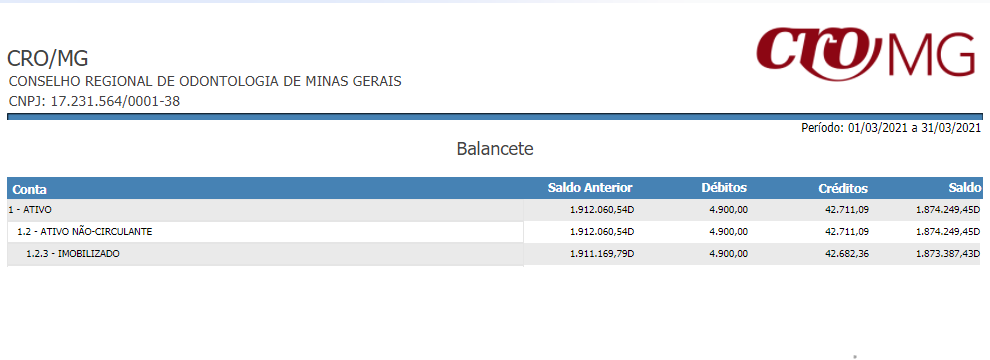 CRO/MG
CONSELHO REGIONAL DE ODONTOLOGIA DE MINAS GERAIS
CNPJ: 17.231.564/0001-38
CRO MG
Período: 01/03/2021 a 31/03/2021
Balancete
Conta Saldo Anterior Débitos Créditos Saldo
1 - ATIVO 1.912.060,54D 4.900,00 42.711,09 1.874.249,45D
1.2 - ATIVO NÃO-CIRCULANTE 1.912.060,54D 4.900,00 42.711,09 1.874.249,45D
1.2.3 - IMOBILIZADO 1.911.169,79D 4.900,00 42.682,36 1.873.387,43D